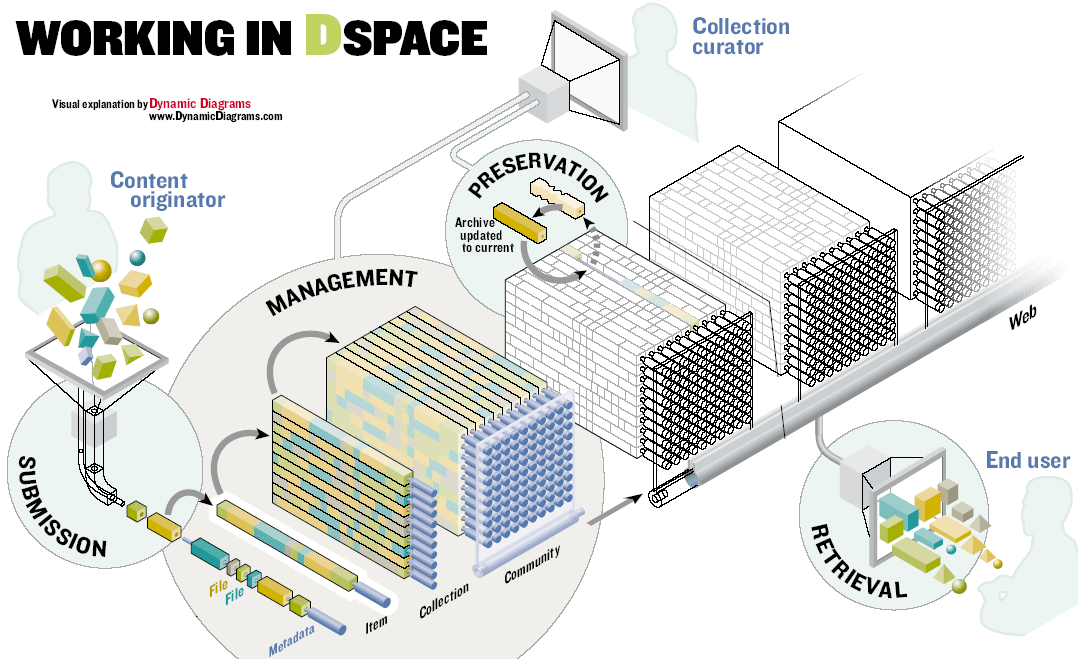 WORKING IN DSPACE
Visual explanation by Dynamic Diagrams
www.DynamicDiagrams.com
Collection
curator
Content
originator
PRESERVATION
Archive
updated
to current
MANAGEMENT
Web
SUBMISSION
File
File
Metadata
Item
Collection
Community
End user
RETRIEVAL